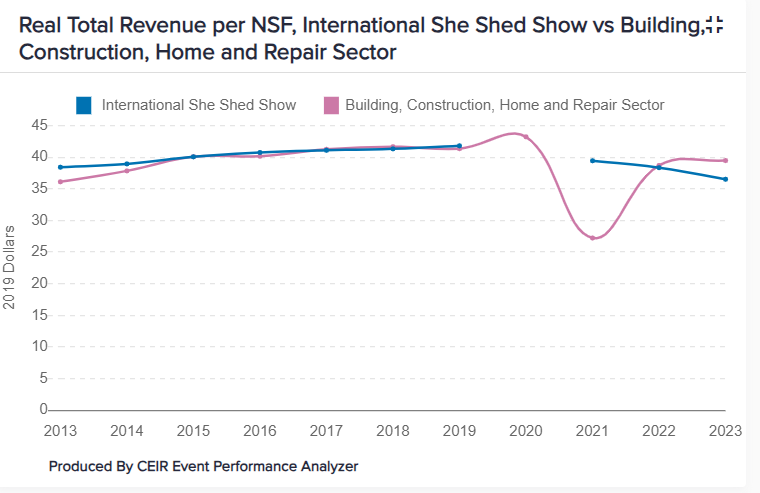 Real Total Revenue per NSF, International She Shed Show vs Building,
Construction, Home and Repair Sector
International She Shed Show
Building, Construction, Home and Repair Sector
45
40
35
30
25
20
15
10
5
0
2019 Dollars
2013 2014 2015 2016 2017 2018 2019 2020 2021 2022 2023
Produced By CEIR Event Performance Analyzer